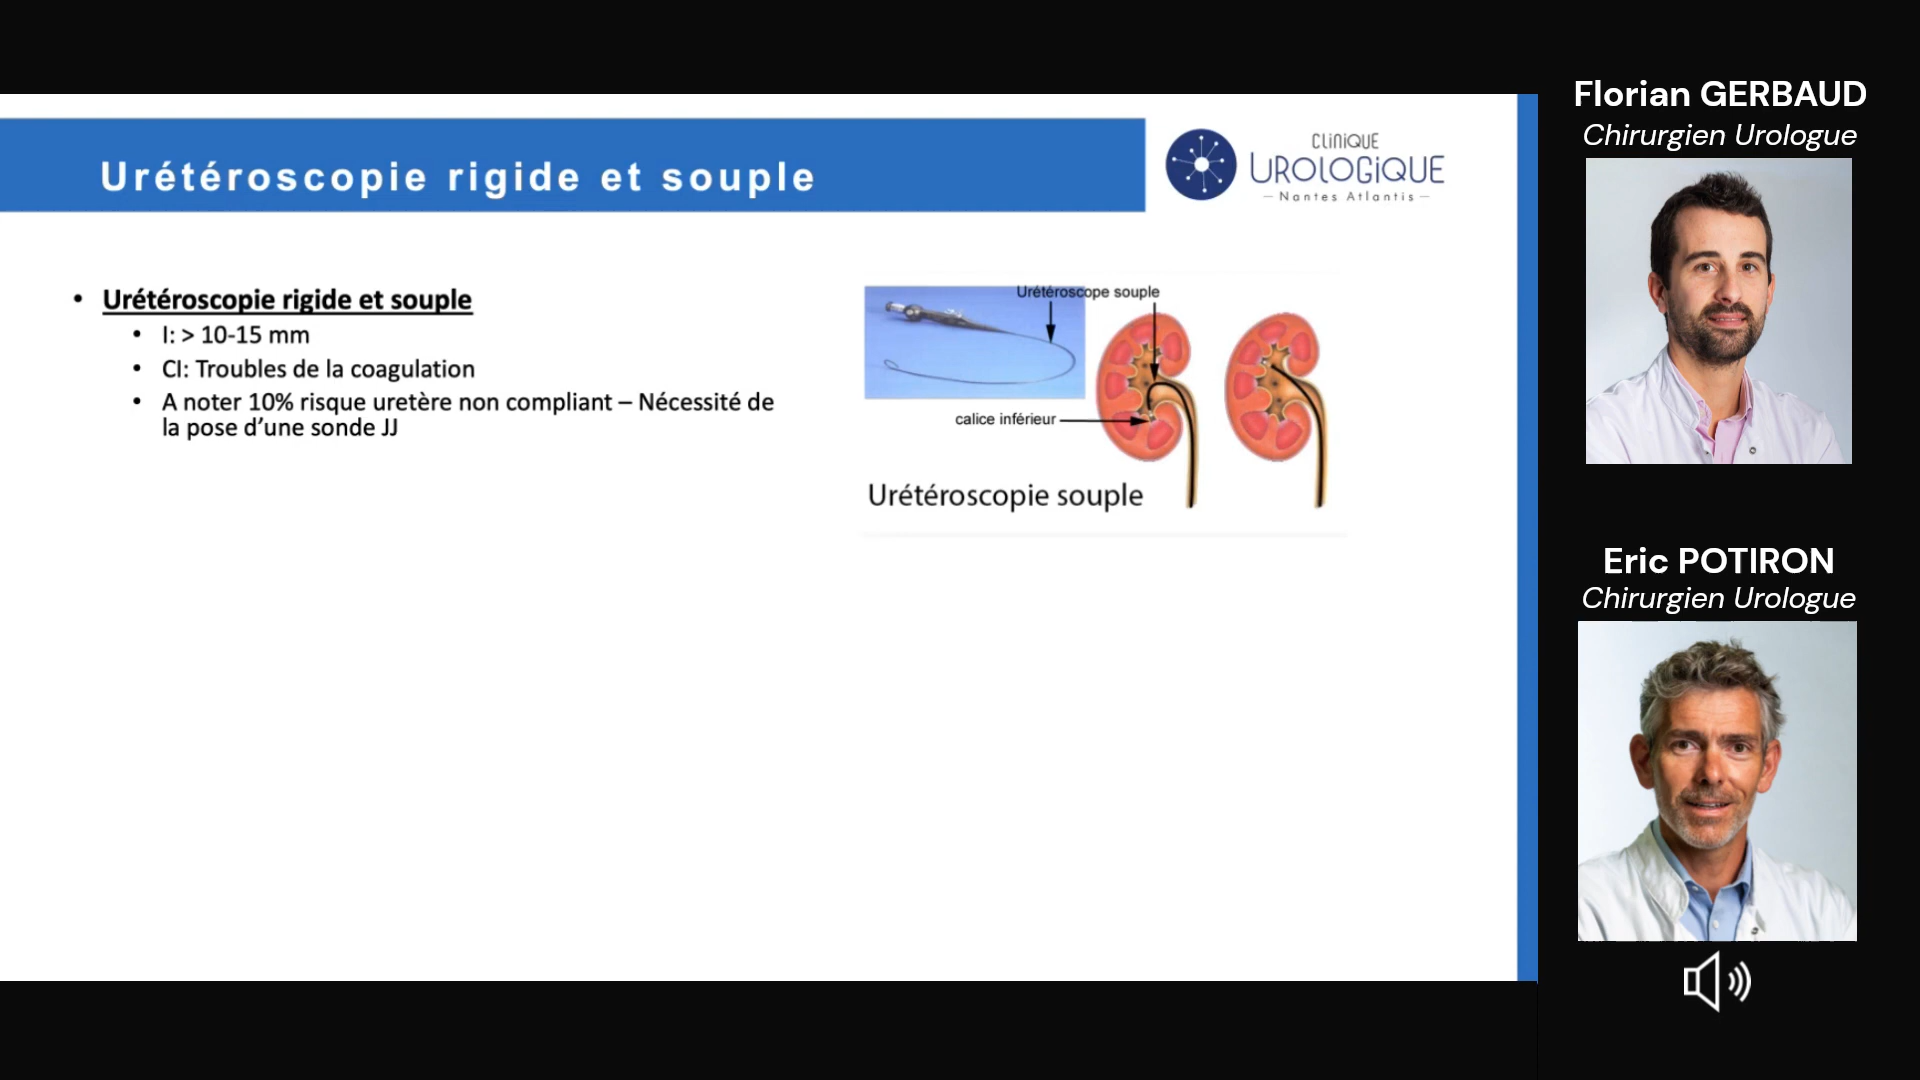 Urétéroscopie rigide et souple
CLiNiQUE
UROLOGiQUE
– Nantes Atlantis –
• Urétéroscopie rigide et souple
• I: > 10-15 mm
• CI: Troubles de la coagulation
• A noter 10% risque uretère non compliant – Nécessité de
la pose d’une sonde JJ
Urétéroscope souple
calice inférieur
Urétéroscopie souple
Florian GERBAUD
Chirurgien Urologue
Eric POTIRON
Chirurgien Urologue